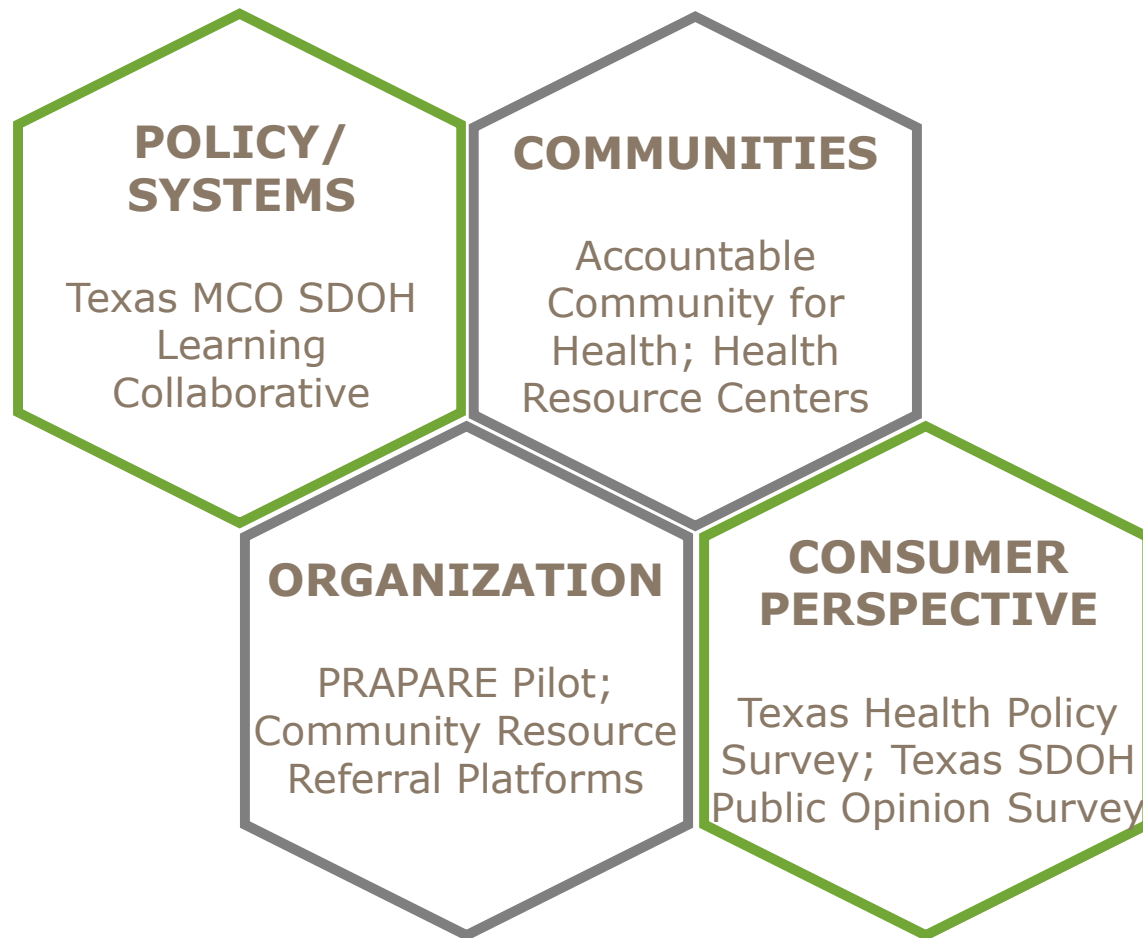 POLICY/
SYSTEMS
Texas MCO SDOH
Learning
Collaborative
COMMUNITIES
Accountable
Community for
Health; Health
Resource Centers
ORGANIZATION
PRAPARE Pilot;
Community Resource
Referral Platforms
CONSUMER
PERSPECTIVE
Texas Health Policy
Survey; Texas SDOH
Public Opinion Survey